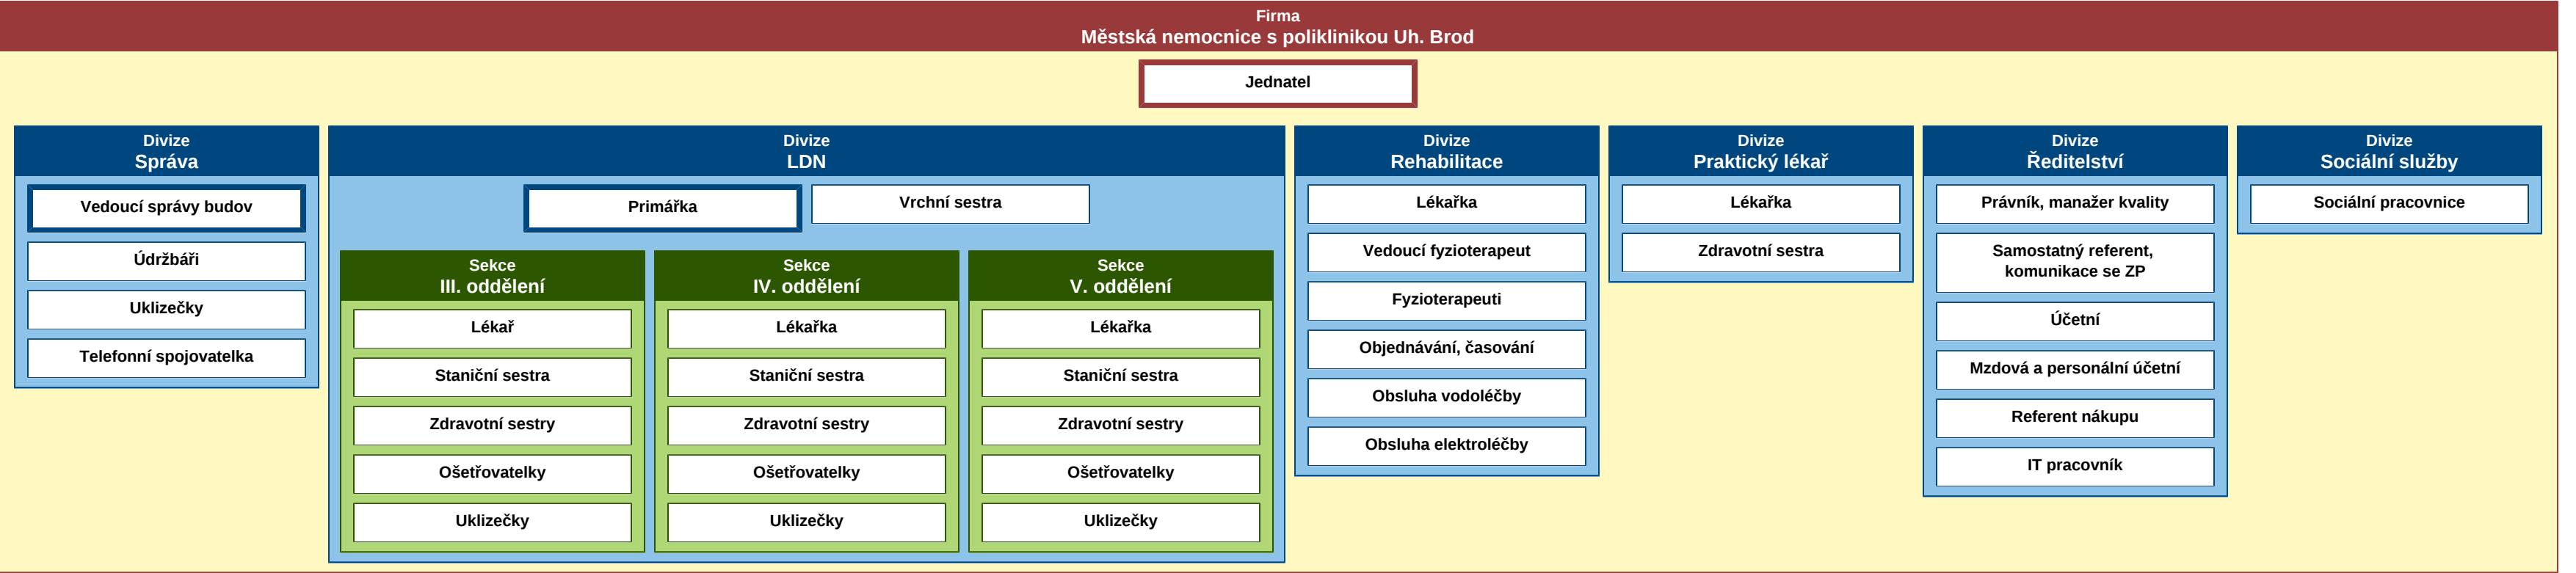 Firma
Městská nemocnice s poliklinikou Uh. Brod
Jednatel
Divize
Správa
Vedoucí správy budov
Údržbáři
Uklizečky
Telefonní spojovatelka
Divize
LDN
Primářka
Vrchní sestra
Sekce
III. oddělení
Lékař
Staniční sestra
Zdravotní sestry
Ošetřovatelky
Uklizečky
Sekce
IV. oddělení
Lékařka
Staniční sestra
Zdravotní sestry
Ošetřovatelky
Uklizečky
Sekce
V. oddělení
Lékařka
Staniční sestra
Zdravotní sestry
Ošetřovatelky
Uklizečky
Divize
Rehabilitace
Lékařka
Vedoucí fyzioterapeut
Fyzioterapeuti
Objednávání, časování
Obsluha vodoléčby
Obsluha elektroléčby
Divize
Praktický lékař
Lékařka
Zdravotní sestra
Divize
Ředitelství
Právník, manažer kvality
Samostatný referent,
komunikace se ZP
Účetní
Mzdová a personální účetní
Referent nákupu
IT pracovník
Divize
Sociální služby
Sociální pracovnice